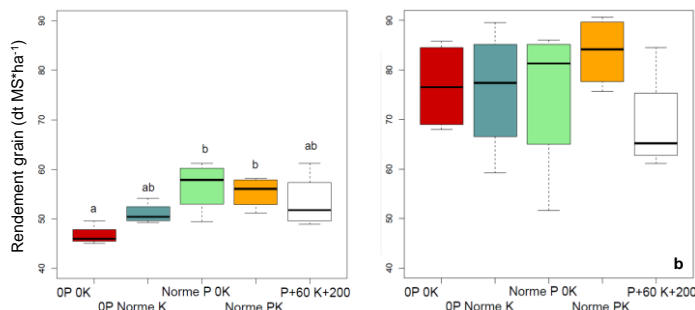 Rendement grain (dt MS*ha-1)
90
80
70
60
50
40
a
ab
b
b
ab
0P 0K
0P Norme K
Norme P 0K
Norme PK
P+60 K+200
90
80
70
60
50
40
b
0P 0K
0P Norme K
Norme P 0K
Norme PK
P+60 K+200